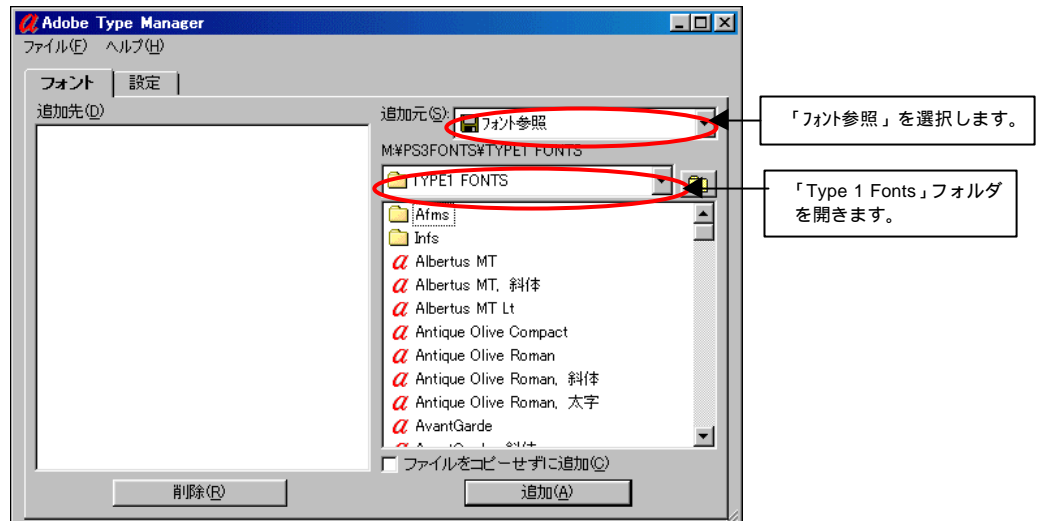 Adobe Type Manager
ファイル(F) ヘルプ(H)
フォント 設定
追加先(D)
追加元(S):
フォント参照
M:¥PS3FONTS¥TYPE1 FONTS
TYPE1 FONTS
Afms
Infs
Albertus MT
Albertus MT, 斜体
Albertus MT Lt
Antique Olive Compact
Antique Olive Roman
Antique Olive Roman, 斜体
Antique Olive Roman, 太字
AvantGarde
ファイルをコピーせずに追加(C)
削除(R)
追加(A)
「ﾌｫﾝﾄ参照」を選択します。
「Type 1 Fonts」フォルダ
を開きます。